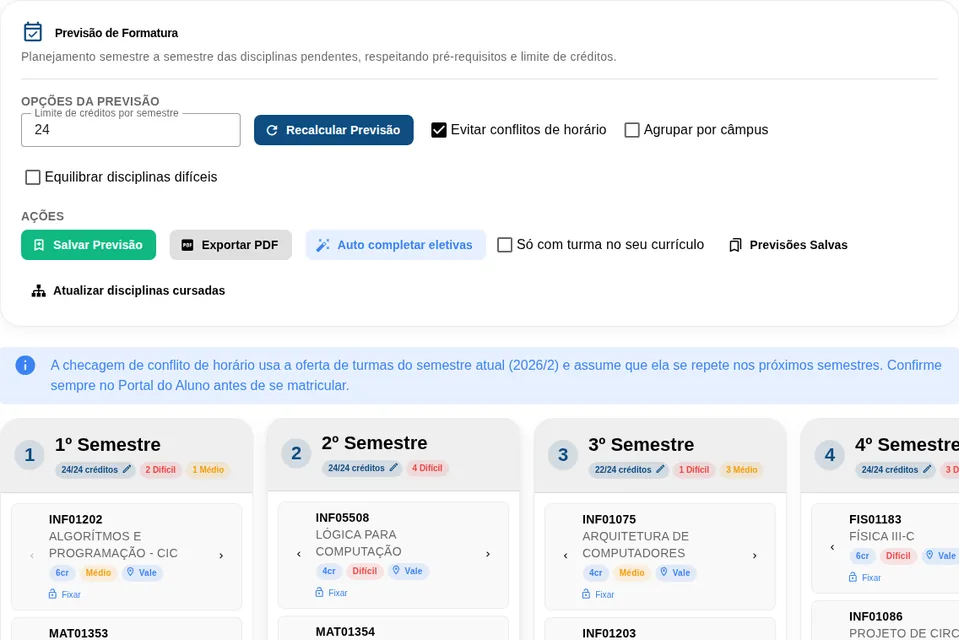 Previsão de Formatura
Planejamento semestre a semestre das disciplinas pendentes, respeitando pré-requisitos e limite de créditos.
OPÇÕES DA PREVISÃO
Limite de créditos por semestre
24
Recalcular Previsão
Evitar conflitos de horário
Agrupar por câmpus
Equilibrar disciplinas difíceis
AÇÕES
Salvar Previsão
PDF
Exportar PDF
Auto completar eletivas
Só com turma no seu currículo
Previsões Salvas
Atualizar disciplinas cursadas
A checagem de conflito de horário usa a oferta de turmas do semestre atual (2026/2) e assume que ela se repete nos próximos semestres. Confirme
sempre no Portal do Aluno antes de se matricular.
1
1º Semestre
24/24 créditos
2 Difícil
1 Médio
INF01202
ALGORÍTMOS E
PROGRAMAÇÃO - CIC
6cr
Médio
Vale
Fixar
MAT01353
2
2º Semestre
24/24 créditos
4 Difícil
INF05508
LÓGICA PARA
COMPUTAÇÃO
4cr
Difícil
Vale
Fixar
MAT01354
3
3º Semestre
22/24 créditos
1 Difícil
3 Médio
INF01075
ARQUITETURA DE
COMPUTADORES
4cr
Médio
Vale
Fixar
INF01203
4
4º Semestre
24/24 créditos
3 D
FIS01183
FÍSICA III-C
6cr
Difícil
Vale
Fixar
INF01086
PROJETO DE CIRC